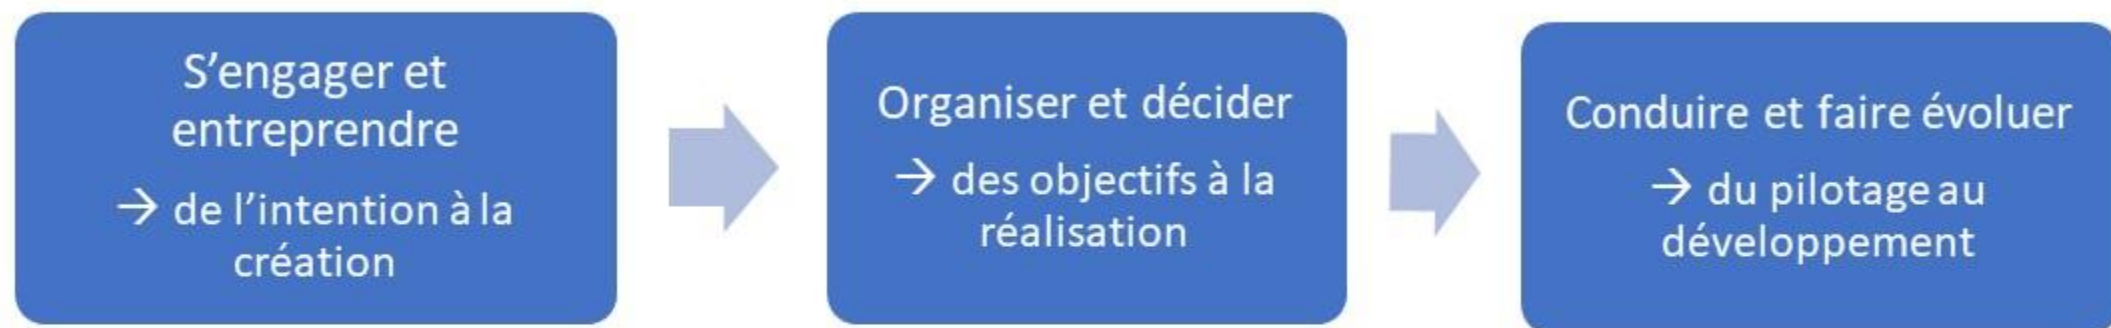 S’engager et
entreprendre
→ de l’intention à la
création
Organiser et décider
→ des objectifs à la
réalisation
Conduire et faire évoluer
→ du pilotage au
développement